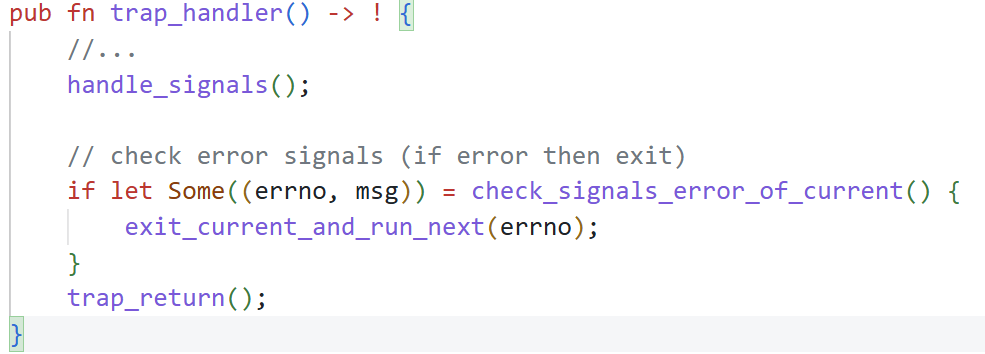 pub fn trap_handler() -> ! {
    //...
    handle_signals();

    // check error signals (if error then exit)
    if let Some((errno, msg)) = check_signals_error_of_current() {
        exit_current_and_run_next(errno);
    }
    trap_return();
}